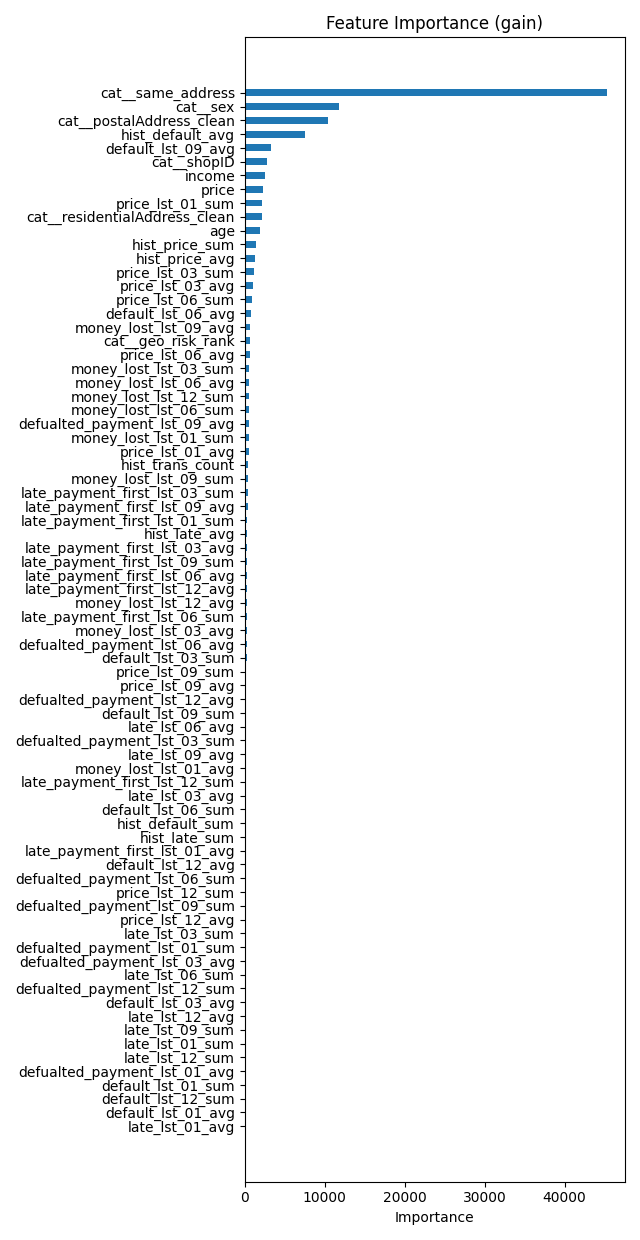 Feature Importance (gain)
cat__same_address
cat__sex
cat__postalAddress_clean
hist_default_avg
default_lst_09_avg
cat__shopID
income
price
price_lst_01_sum
cat__residentialAddress_clean
age
hist_price_sum
hist_price_avg
price_lst_03_sum
price_lst_03_avg
price_lst_06_sum
default_lst_06_avg
money_lost_lst_09_avg
cat__geo_risk_rank
price_lst_06_avg
money_lost_lst_03_sum
money_lost_lst_06_avg
money_lost_lst_12_sum
money_lost_lst_06_sum
defualted_payment_lst_09_avg
money_lost_lst_01_sum
price_lst_01_avg
hist_trans_count
money_lost_lst_09_sum
late_payment_first_lst_03_sum
late_payment_first_lst_09_avg
late_payment_first_lst_01_sum
hist_late_avg
late_payment_first_lst_03_avg
late_payment_first_lst_09_sum
late_payment_first_lst_06_avg
late_payment_first_lst_12_avg
money_lost_lst_12_avg
late_payment_first_lst_06_sum
money_lost_lst_03_avg
defualted_payment_lst_06_avg
default_lst_03_sum
price_lst_09_sum
price_lst_09_avg
defualted_payment_lst_12_avg
default_lst_09_sum
late_lst_06_avg
defualted_payment_lst_03_sum
late_lst_09_avg
money_lost_lst_01_avg
late_payment_first_lst_12_sum
late_lst_03_avg
default_lst_06_sum
hist_default_sum
hist_late_sum
late_payment_first_lst_01_avg
default_lst_12_avg
defualted_payment_lst_06_sum
price_lst_12_sum
defualted_payment_lst_09_sum
price_lst_12_avg
late_lst_03_sum
defualted_payment_lst_01_sum
defualted_payment_lst_03_avg
late_lst_06_sum
defualted_payment_lst_12_sum
default_lst_03_avg
late_lst_12_avg
late_lst_09_sum
late_lst_01_sum
late_lst_12_sum
defualted_payment_lst_01_avg
default_lst_01_sum
default_lst_12_sum
default_lst_01_avg
late_lst_01_avg
0 10000 20000 30000 40000
Importance